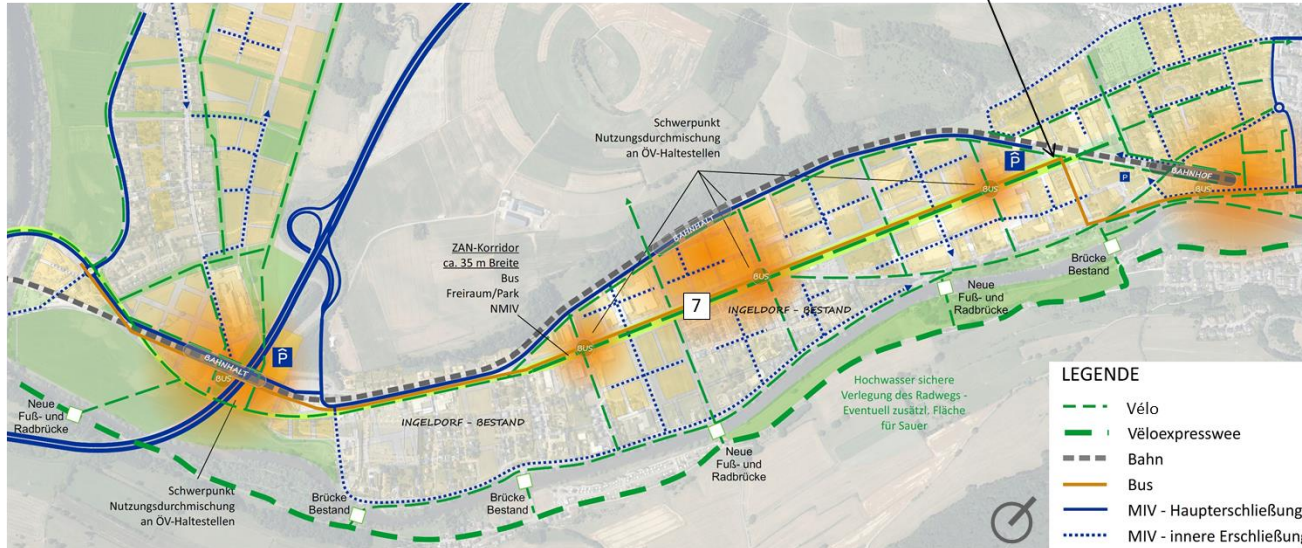 Schwerpunkt
Nutzungsdurchmischung
an ÖV-Haltestellen
P
BAHNHOF
P
BUS
BUS
BAHNHALT
ZAN-Korridor
ca. 35 m Breite
Bus
Freiraum/Park
NMIV
BUS
7
INGELDORF - BESTAND
BUS
Brücke
Bestand
Neue
Fuß- und
Radbrücke
BAHNHALT
P
BUS
Neue
Fuß- und
Radbrücke
INGELDORF - BESTAND
Hochwasser sichere
Verlegung des Radwegs -
Eventuell zusätzl. Fläche
für Sauer
Neue
Fuß- und
Radbrücke
Schwerpunkt
Nutzungsdurchmischung
an ÖV-Haltestellen
Brücke
Bestand
Brücke
Bestand
LEGENDE
Vélo
Vëloexpresswee
Bahn
Bus
MIV - Haupterschließung
MIV - innere Erschließung